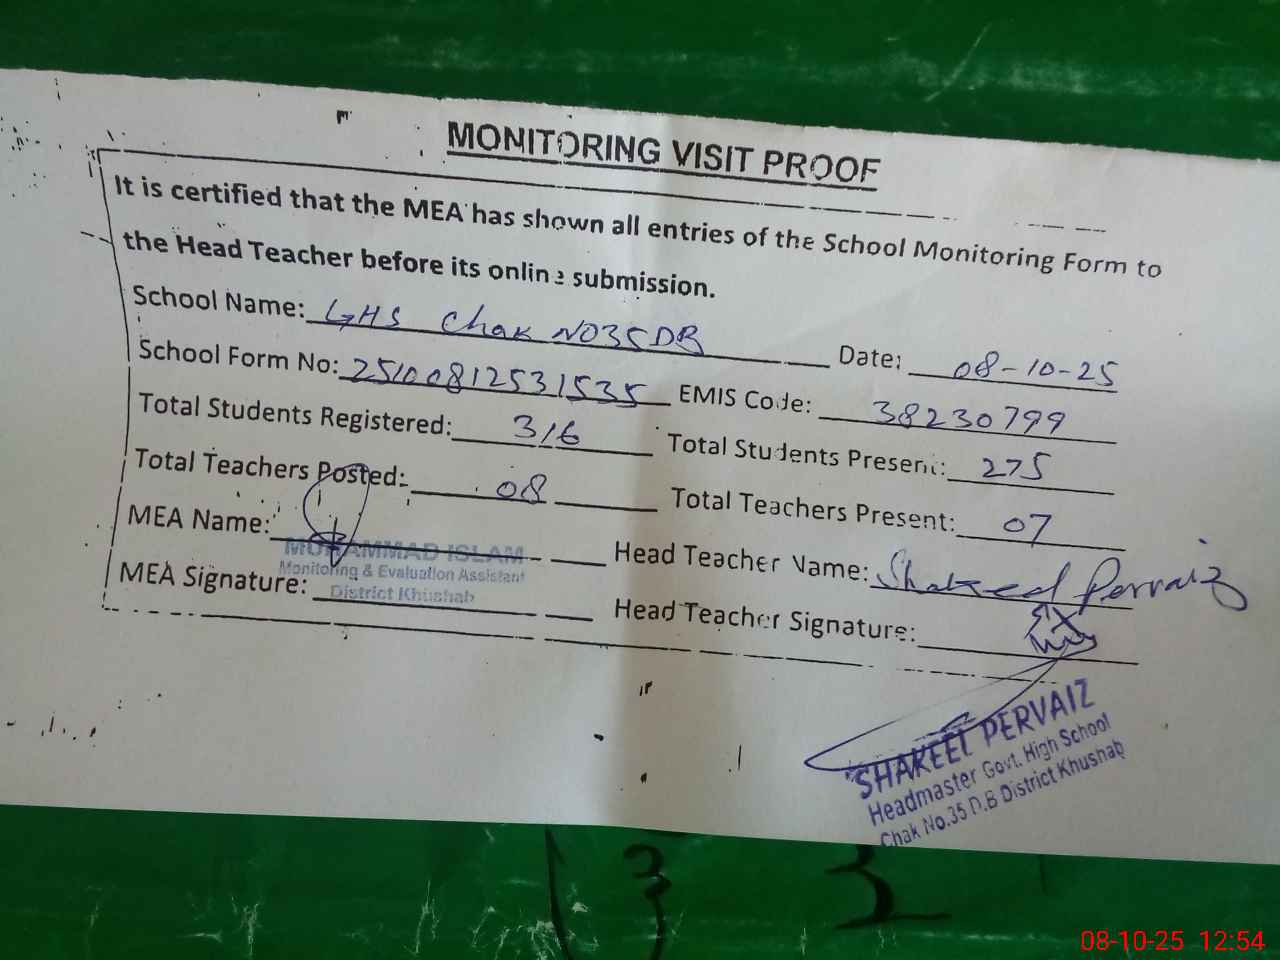 MONITORING VISIT PROOF
It is certified that the MEA has shown all entries of the School Monitoring Form to
the Head Teacher before its online submission.
School Name: GHS Chak NO35DB Date: 08-10-25
School Form No: 25100812531535 EMIS Code: 38230799
Total Students Registered: 316 Total Students Present: 275
Total Teachers Posted: 08 Total Teachers Present: 07
MEA Name: MUHAMMAD ISLAM Head Teacher Name: Shakeel Pervaiz
Monitoring & Evaluation Assistant
District Khushab
MEA Signature: Head Teacher Signature:
SHAKEEL PERVAIZ
Headmaster Govt. High School
Chak No.35 D.B District Khushab
08-10-25 12:54